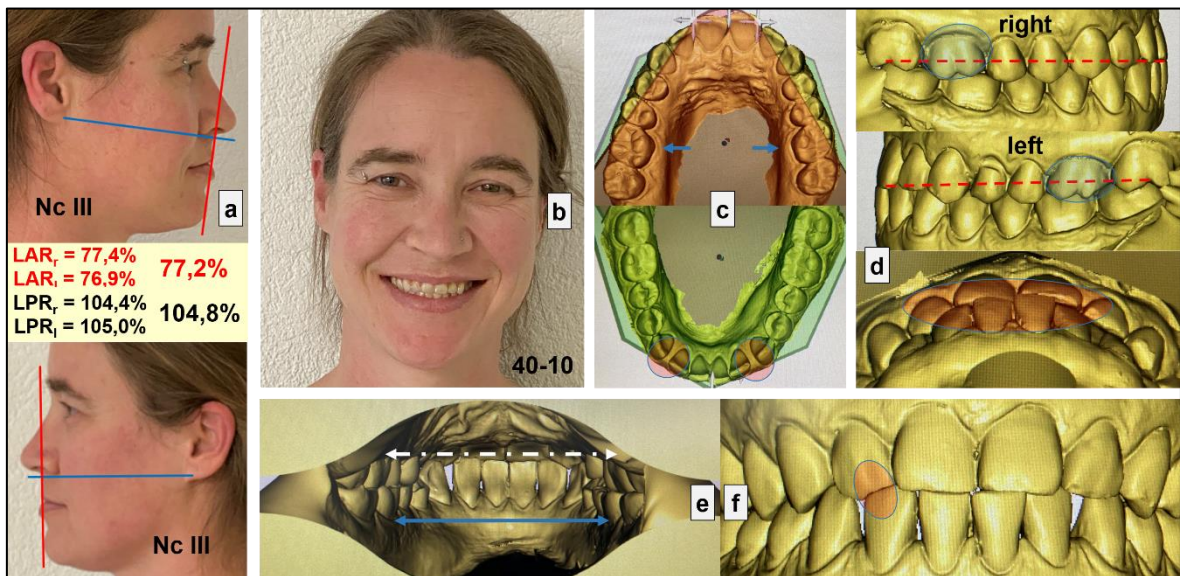 Nc III
a
LARr = 77,4%
LARl = 76,9%
77,2%
LPRr = 104,4%
LPRl = 105,0%
104,8%
Nc III
b
40-10
c
right
left
d
e
f